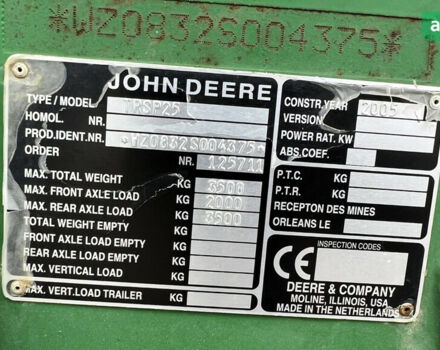 *WZ0832S004375*
JOHN DEERE
TYPE / MODEL
HOMOL. NR.
PROD.IDENT.NR. *WZ0832S004375*
ORDER NR. 125711
MAX. TOTAL WEIGHT KG 3500
MAX. FRONT AXLE LOAD KG 2000
MAX. REAR AXLE LOAD KG 3500
TOTAL WEIGHT EMPTY KG
FRONT AXLE LOAD EMPTY KG
REAR AXLE LOAD EMPTY KG
MAX. VERTICAL LOAD KG
MAX. VERT.LOAD TRAILER KG
CONSTR.YEAR 2005
VERSION
POWER RAT. KW
ABS.COEF.
P.T.C. KG
P.T.R. KG
RECEPTON DES MINES
ORLEANS LE
CE
INSPECTION CODES
DEERE & COMPANY
MOLINE, ILLINOIS, USA
MADE IN THE NETHERLANDS